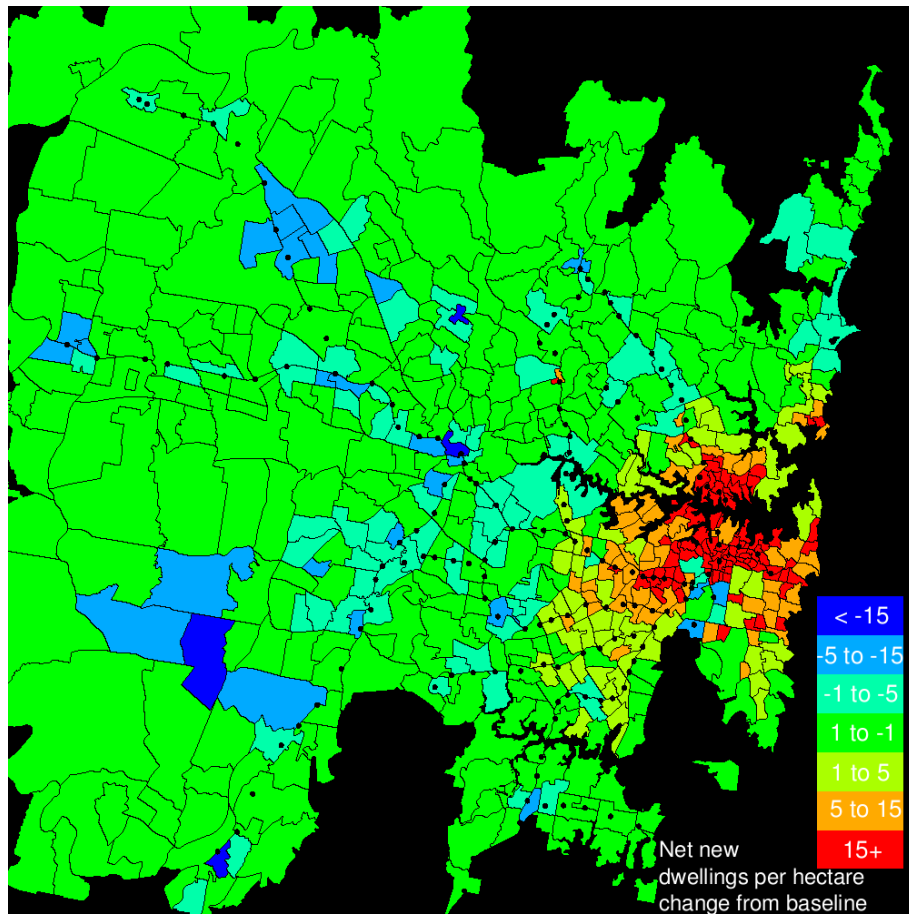 < -15
-5 to -15
-1 to -5
1 to -1
1 to 5
5 to 15
15+
Net new
dwellings per hectare
change from baseline